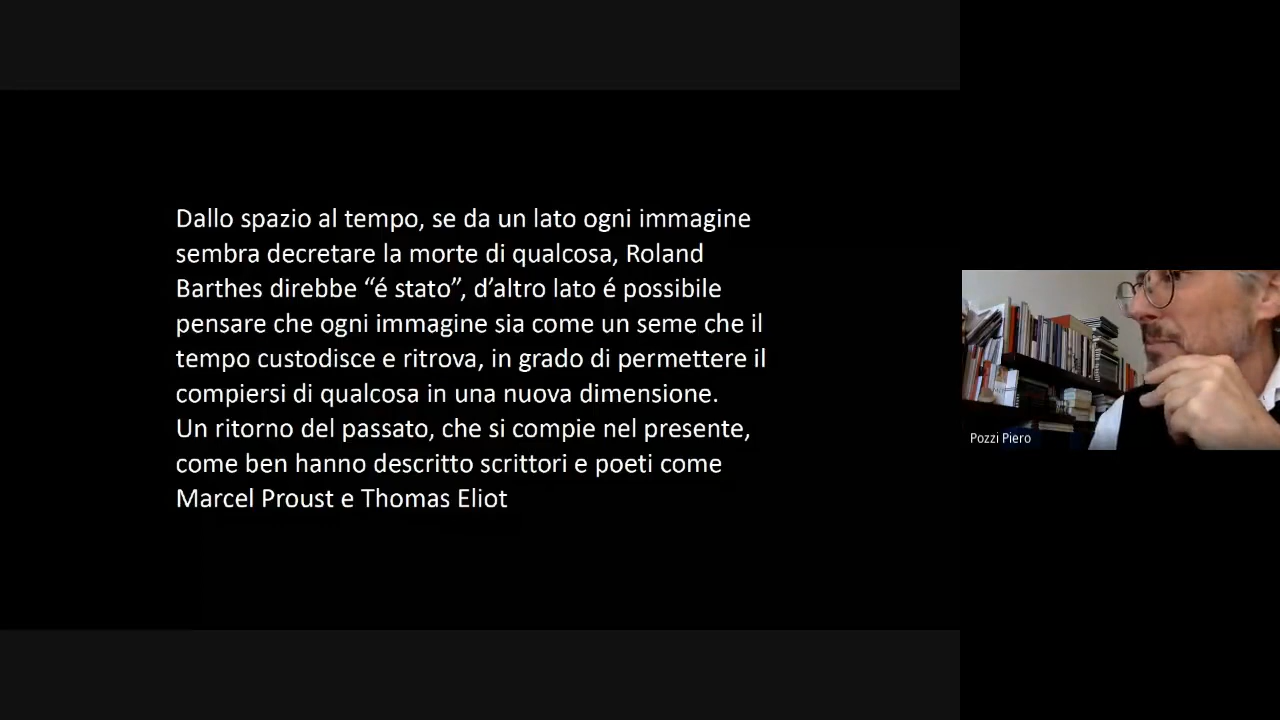 Dallo spazio al tempo, se da un lato ogni immagine
sembra decretare la morte di qualcosa, Roland
Barthes direbbe “é stato”, d’altro lato é possibile
pensare che ogni immagine sia come un seme che il
tempo custodisce e ritrova, in grado di permettere il
compiersi di qualcosa in una nuova dimensione.
Un ritorno del passato, che si compie nel presente,
come ben hanno descritto scrittori e poeti come
Marcel Proust e Thomas Eliot
Pozzi Piero